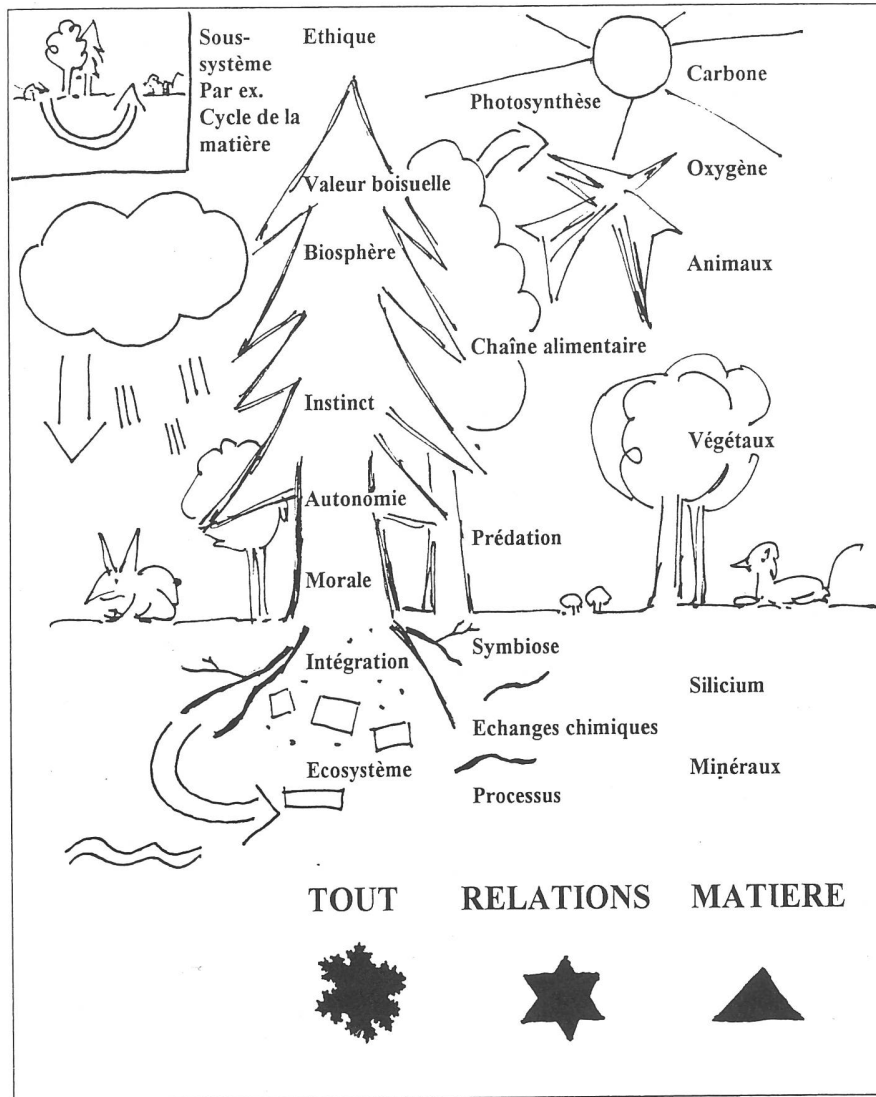 Sous-
système
Par ex.
Cycle de la
matière
Ethique
Valeur boisuelle
Biosphère
Instinct
Autonomie
Morale
Intégration
Ecosystème
Photosynthèse
Chaîne alimentaire
Prédation
Symbiose
Echanges chimiques
Processus
Carbone
Oxygène
Animaux
Végétaux
Silicium
Minéraux
TOUT RELATIONS MATIERE